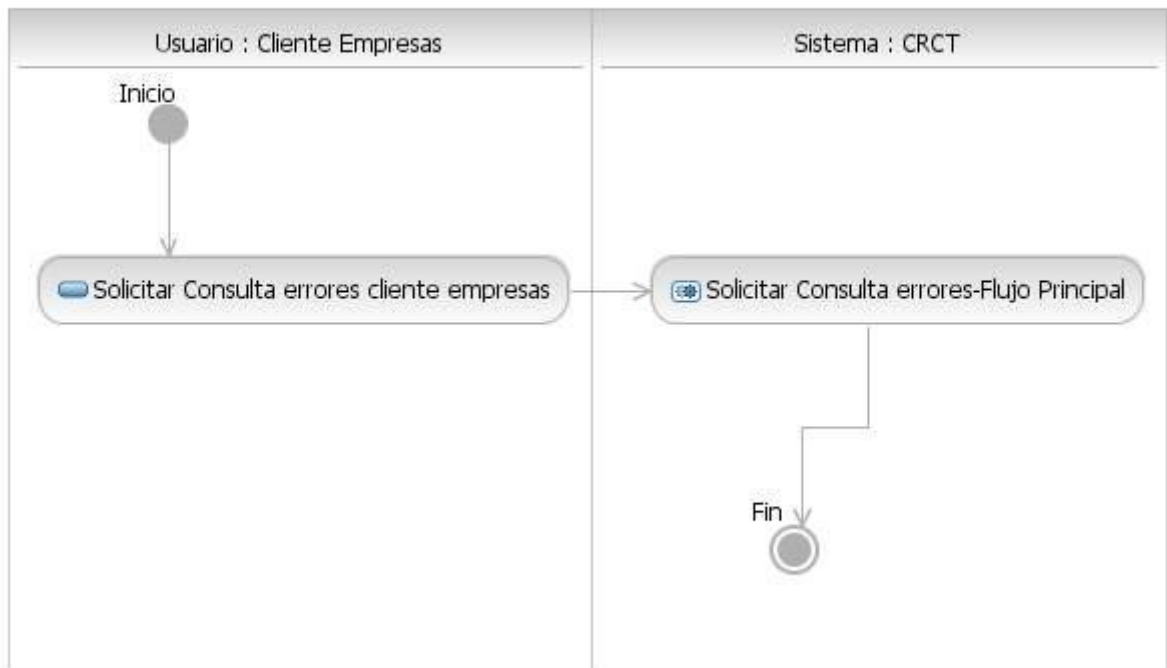 Usuario : Cliente Empresas
Sistema : CRCT
Inicio
Solicitar Consulta errores cliente empresas
Solicitar Consulta errores-Flujo Principal
Fin